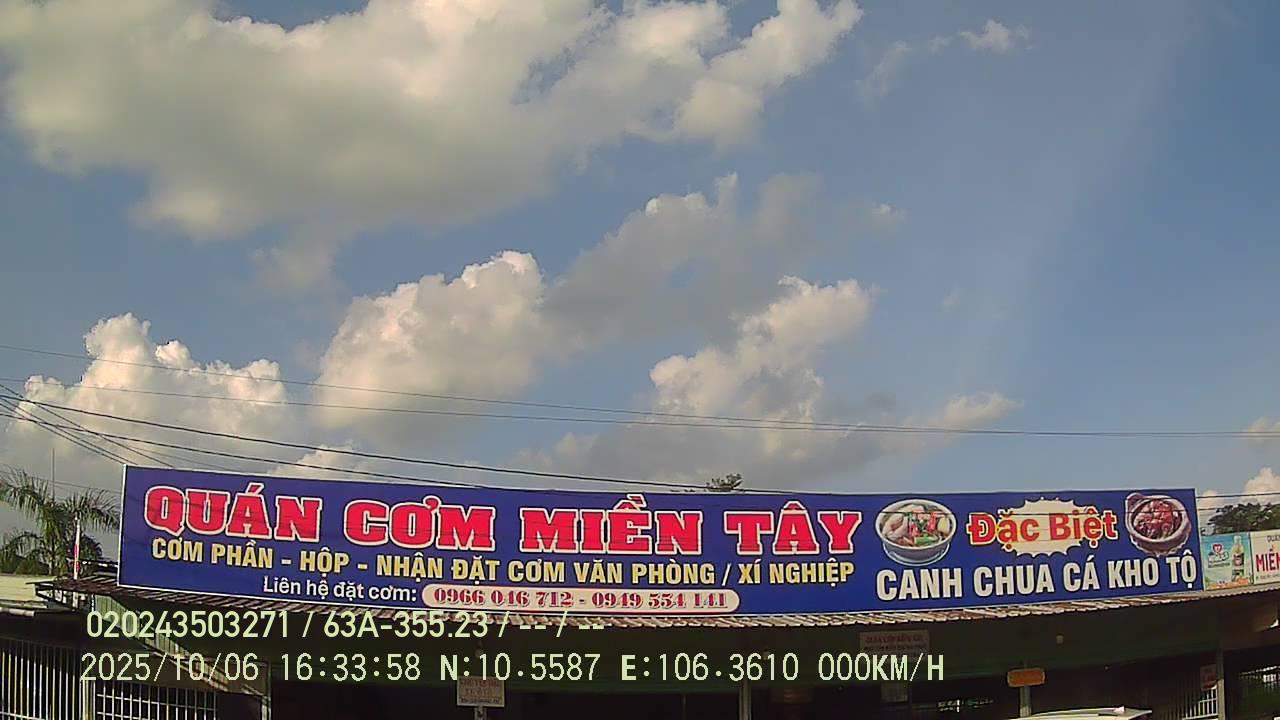 QUÁN CƠM MIỀN TÂY
CƠM PHẦN - HỘP - NHẬN ĐẶT CƠM VĂN PHÒNG / XÍ NGHIỆP
Liên hệ đặt cơm: 0966 046 712 - 0949 554 141
Đặc Biệt
CANH CHUA CÁ KHO TỘ
020243503271 / 63A-355.23 / -- / --
2025/10/06 16:33:58 N:10.5587 E:106.3610 000KM/H